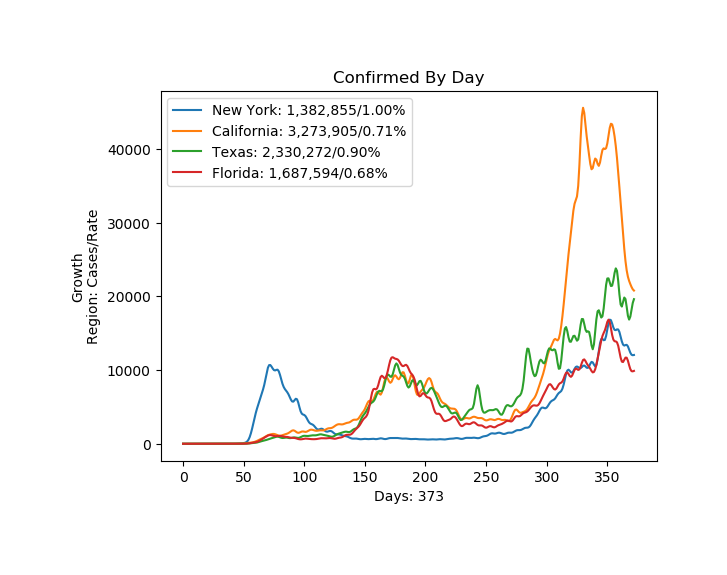 Confirmed By Day
New York: 1,382,855/1.00%
California: 3,273,905/0.71%
Texas: 2,330,272/0.90%
Florida: 1,687,594/0.68%
40000
30000
20000
10000
0
Growth
Region: Cases/Rate
0 50 100 150 200 250 300 350
Days: 373